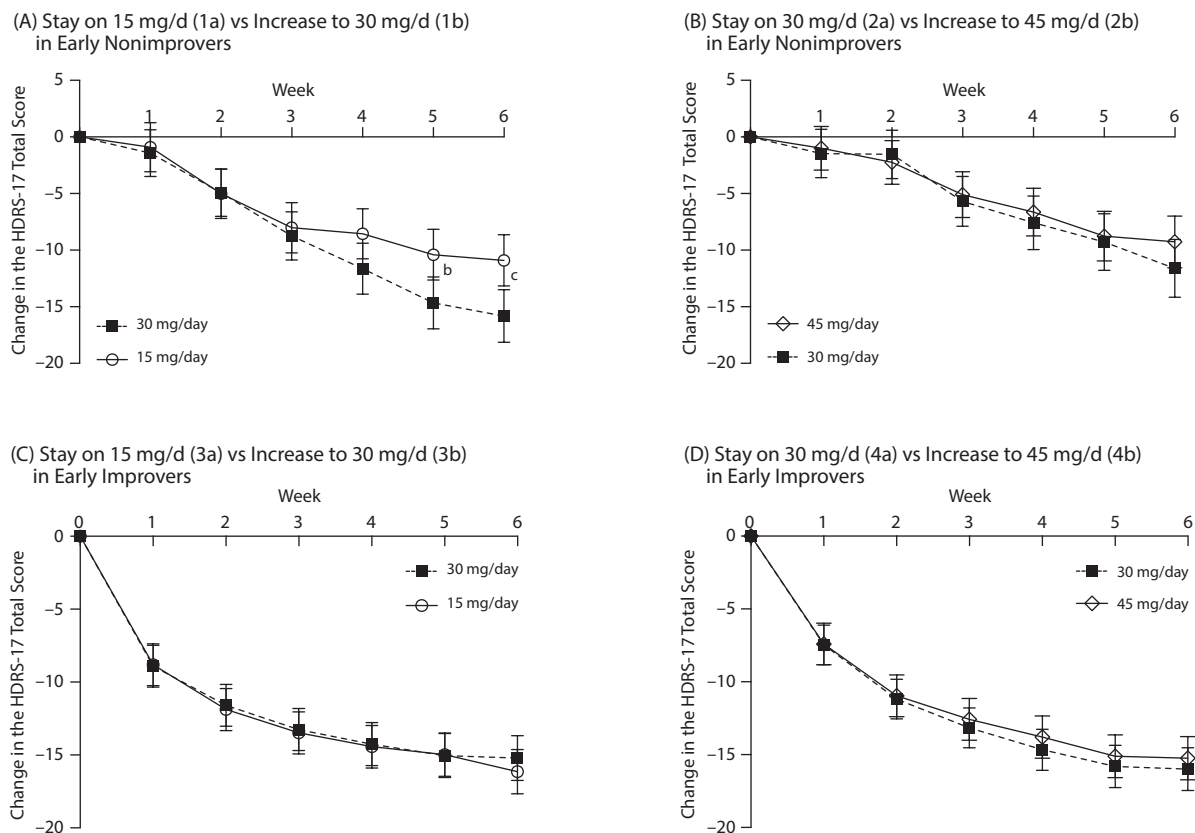 (A) Stay on 15 mg/d (1a) vs Increase to 30 mg/d (1b)
in Early Nonimprovers
Week
1 2 3 4 5 6
5
0
–5
–10
–15
–20
Change in the HDRS-17 Total Score
b
c
30 mg/day
15 mg/day
(B) Stay on 30 mg/d (2a) vs Increase to 45 mg/d (2b)
in Early Nonimprovers
Week
1 2 3 4 5 6
5
0
–5
–10
–15
–20
Change in the HDRS-17 Total Score
45 mg/day
30 mg/day
(C) Stay on 15 mg/d (3a) vs Increase to 30 mg/d (3b)
in Early Improvers
Week
0 1 2 3 4 5 6
0
–5
–10
–15
–20
Change in the HDRS-17 Total Score
30 mg/day
15 mg/day
(D) Stay on 30 mg/d (4a) vs Increase to 45 mg/d (4b)
in Early Improvers
Week
0 1 2 3 4 5 6
0
–5
–10
–15
–20
Change in the HDRS-17 Total Score
30 mg/day
45 mg/day